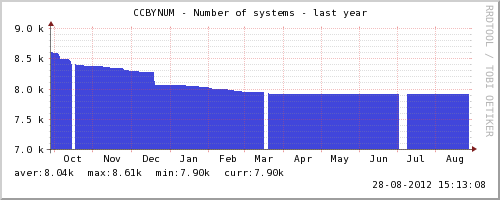 CCBYNUM - Number of systems - last year
9.0 k
8.5 k
8.0 k
7.5 k
7.0 k
Oct Nov Dec Jan Feb Mar Apr May Jun Jul Aug
aver:8.04k max:8.61k min:7.90k curr:7.90k
28-08-2012 15:13:08
RRDTOOL / TOBI OETIKER